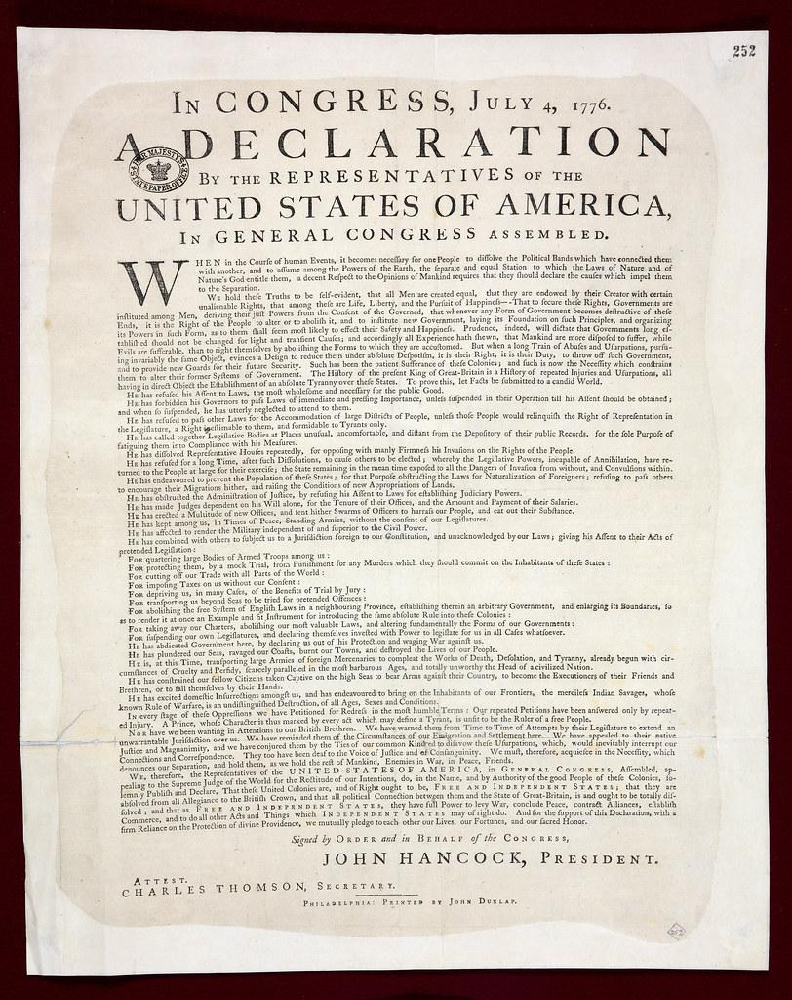 252
IN CONGRESS, JULY 4, 1776.
A DECLARATION
HER MAJESTY'S STATE PAPER OFFICE
BY THE REPRESENTATIVES OF THE
UNITED STATES OF AMERICA,
IN GENERAL CONGRESS ASSEMBLED.
WHEN in the Courſe of human Events, it becomes neceſſary for one People to diſſolve the Political Bands which have connected them
with another, and to aſſume among the Powers of the Earth, the ſeparate and equal Station to which the Laws of Nature and of
Nature's God entitle them, a decent Reſpect to the Opinions of Mankind requires that they ſhould declare the cauſes which impel them
to the Separation.
WE hold theſe Truths to be ſelf-evident, that all Men are created equal, that they are endowed by their Creator with certain
unalienable Rights, that among theſe are Life, Liberty, and the Purſuit of Happineſs—-That to ſecure theſe Rights, Governments are
inſtituted among Men, deriving their juſt Powers from the Conſent of the Governed, that whenever any Form of Government becomes deſtructive of theſe
Ends, it is the Right of the People to alter or to aboliſh it, and to inſtitute new Government, laying its Foundation on ſuch Principles, and organizing
its Powers in ſuch Form, as to them ſhall ſeem moſt likely to effect their Safety and Happineſs. Prudence, indeed, will dictate that Governments long eſ-
tabliſhed ſhould not be changed for light and tranſient Cauſes; and accordingly all Experience hath ſhewn, that Mankind are more diſpoſed to ſuffer, while
Evils are ſufferable, than to right themſelves by aboliſhing the Forms to which they are accuſtomed. But when a long Train of Abuſes and Uſurpations, purſu-
ing invariably the ſame Object, evinces a Deſign to reduce them under abſolute Deſpotiſm, it is their Right, it is their Duty, to throw off ſuch Government,
and to provide new Guards for their future Security. Such has been the patient Sufferance of theſe Colonies; and ſuch is now the Neceſſity which conſtrains
them to alter their former Syſtems of Government. The Hiſtory of the preſent King of Great-Britain is a Hiſtory of repeated Injuries and Uſurpations, all
having in direct Object the Eſtabliſhment of an abſolute Tyranny over theſe States. To prove this, let Facts be ſubmitted to a candid World.
HE has refuſed his Aſſent to Laws, the moſt wholeſome and neceſſary for the public Good.
HE has forbidden his Governors to paſs Laws of immediate and preſſing Importance, unleſs ſuſpended in their Operation till his Aſſent ſhould be obtained;
and when ſo ſuſpended, he has utterly neglected to attend to them.
HE has refuſed to paſs other Laws for the Accommodation of large Diſtricts of People, unleſs thoſe People would relinquiſh the Right of Repreſentation in
the Legiſlature, a Right ineſtimable to them, and formidable to Tyrants only.
HE has called together Legiſlative Bodies at Places unuſual, uncomfortable, and diſtant from the Depoſitory of their public Records, for the ſole Purpoſe of
fatiguing them into Compliance with his Meaſures.
HE has diſſolved Repreſentative Houſes repeatedly, for oppoſing with manly Firmneſs his Invaſions on the Rights of the People.
HE has refuſed for a long Time, after ſuch Diſſolutions, to cauſe others to be elected; whereby the Legiſlative Powers, incapable of Annihilation, have re-
turned to the People at large for their exerciſe; the State remaining in the mean time expoſed to all the Dangers of Invaſion from without, and Convulſions within.
HE has endeavoured to prevent the Population of theſe States; for that Purpoſe obſtructing the Laws for Naturalization of Foreigners; refuſing to paſs others
to encourage their Migrations hither, and raiſing the Conditions of new Appropriations of Lands.
HE has obſtructed the Adminiſtration of Juſtice, by refuſing his Aſſent to Laws for eſtabliſhing Judiciary Powers.
HE has made Judges dependent on his Will alone, for the Tenure of their Offices, and the Amount and Payment of their Salaries.
HE has erected a Multitude of new Offices, and ſent hither Swarms of Officers to harraſs our People, and eat out their Subſtance.
HE has kept among us, in Times of Peace, Standing Armies, without the conſent of our Legiſlatures.
HE has affected to render the Military independent of and ſuperior to the Civil Power.
HE has combined with others to ſubject us to a Juriſdiction foreign to our Conſtitution, and unacknowledged by our Laws; giving his Aſſent to their Acts of
pretended Legiſlation:
FOR quartering large Bodies of Armed Troops among us:
FOR protecting them, by a mock Trial, from Puniſhment for any Murders which they ſhould commit on the Inhabitants of theſe States:
FOR cutting off our Trade with all Parts of the World:
FOR impoſing Taxes on us without our Conſent:
FOR depriving us, in many Caſes, of the Benefits of Trial by Jury:
FOR tranſporting us beyond Seas to be tried for pretended Offences:
FOR aboliſhing the free Syſtem of Engliſh Laws in a neighbouring Province, eſtabliſhing therein an arbitrary Government, and enlarging its Boundaries, ſo
as to render it at once an Example and fit Inſtrument for introducing the ſame abſolute Rule into theſe Colonies:
FOR taking away our Charters, aboliſhing our moſt valuable Laws, and altering fundamentally the Forms of our Governments:
FOR ſuſpending our own Legiſlatures, and declaring themſelves inveſted with Power to legiſlate for us in all Caſes whatſoever.
HE has abdicated Government here, by declaring us out of his Protection and waging War againſt us.
HE has plundered our Seas, ravaged our Coaſts, burnt our Towns, and deſtroyed the Lives of our People.
HE is, at this Time, tranſporting large Armies of foreign Mercenaries to compleat the Works of Death, Deſolation, and Tyranny, already begun with cir-
cumſtances of Cruelty and Perfidy, ſcarcely paralleled in the moſt barbarous Ages, and totally unworthy the Head of a civilized Nation.
HE has conſtrained our fellow Citizens taken Captive on the high Seas to bear Arms againſt their Country, to become the Executioners of their Friends and
Brethren, or to fall themſelves by their Hands.
HE has excited domeſtic Inſurrections amongſt us, and has endeavoured to bring on the Inhabitants of our Frontiers, the mercileſs Indian Savages, whoſe
known Rule of Warfare, is an undiſtinguiſhed Deſtruction, of all Ages, Sexes and Conditions.
IN every ſtage of theſe Oppreſſions we have Petitioned for Redreſs in the moſt humble Terms: Our repeated Petitions have been anſwered only by repeat-
ed Injury. A Prince, whoſe Character is thus marked by every act which may define a Tyrant, is unfit to be the Ruler of a free People.
NOR have we been wanting in Attentions to our Britiſh Brethren. We have warned them from Time to Time of Attempts by their Legiſlature to extend an
unwarrantable Juriſdiction over us. We have reminded them of the Circumſtances of our Emigration and Settlement here. We have appealed to their native
Juſtice and Magnanimity, and we have conjured them by the Ties of our common Kindred to diſavow theſe Uſurpations, which, would inevitably interrupt our
Connections and Correſpondence. They too have been deaf to the Voice of Juſtice and of Conſanguinity. We muſt, therefore, acquieſce in the Neceſſity, which
denounces our Separation, and hold them, as we hold the reſt of Mankind, Enemies in War, in Peace, Friends.
WE, therefore, the Repreſentatives of the UNITED STATES OF AMERICA, in GENERAL CONGRESS, Aſſembled, ap-
pealing to the Supreme Judge of the World for the Rectitude of our Intentions, do, in the Name, and by Authority of the good People of theſe Colonies, ſo-
lemnly Publiſh and Declare, That theſe United Colonies are, and of Right ought to be, FREE AND INDEPENDENT STATES; that they are
abſolved from all Allegiance to the Britiſh Crown, and that all political Connection between them and the State of Great-Britain, is and ought to be totally diſ-
ſolved; and that as FREE AND INDEPENDENT STATES, they have full Power to levy War, conclude Peace, contract Alliances, eſtabliſh
Commerce, and to do all other Acts and Things which INDEPENDENT STATES may of right do. And for the ſupport of this Declaration, with a
firm Reliance on the Protection of divine Providence, we mutually pledge to each other our Lives, our Fortunes, and our ſacred Honor.
Signed by ORDER and in BEHALF of the CONGRESS,
JOHN HANCOCK, PRESIDENT.
ATTEST.
CHARLES THOMSON, SECRETARY.
PHILADELPHIA: PRINTED BY JOHN DUNLAP.
252